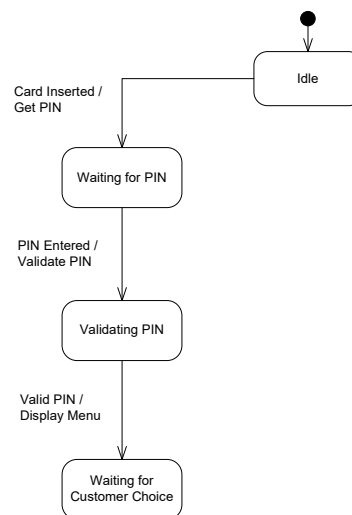 Idle
Card Inserted /
Get PIN
Waiting for PIN
PIN Entered /
Validate PIN
Validating PIN
Valid PIN /
Display Menu
Waiting for
Customer Choice